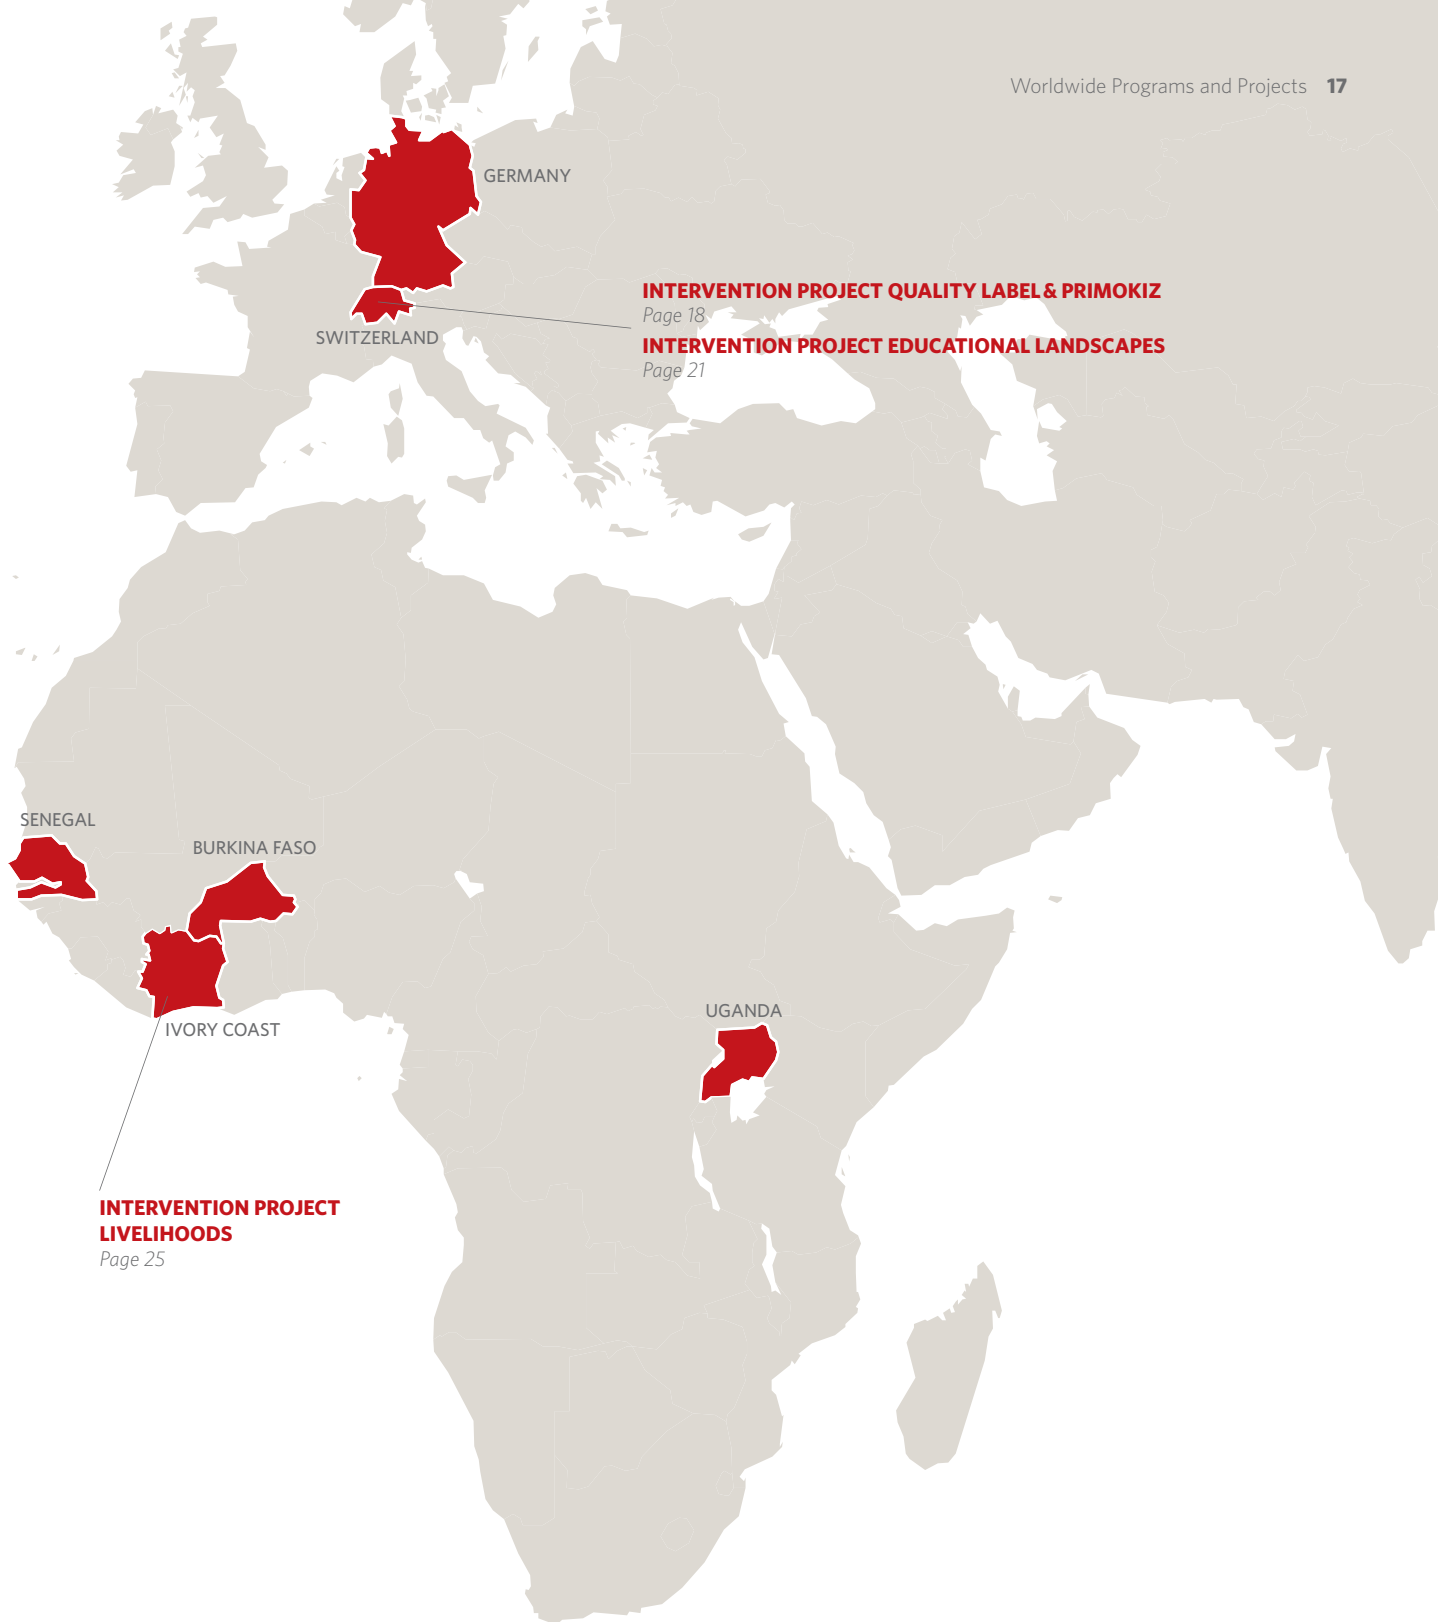 Worldwide Programs and Projects 17
GERMANY
INTERVENTION PROJECT QUALITY LABEL & PRIMOKIZ
Page 18
SWITZERLAND
INTERVENTION PROJECT EDUCATIONAL LANDSCAPES
Page 21
SENEGAL
BURKINA FASO
UGANDA
IVORY COAST
INTERVENTION PROJECT
LIVELIHOODS
Page 25